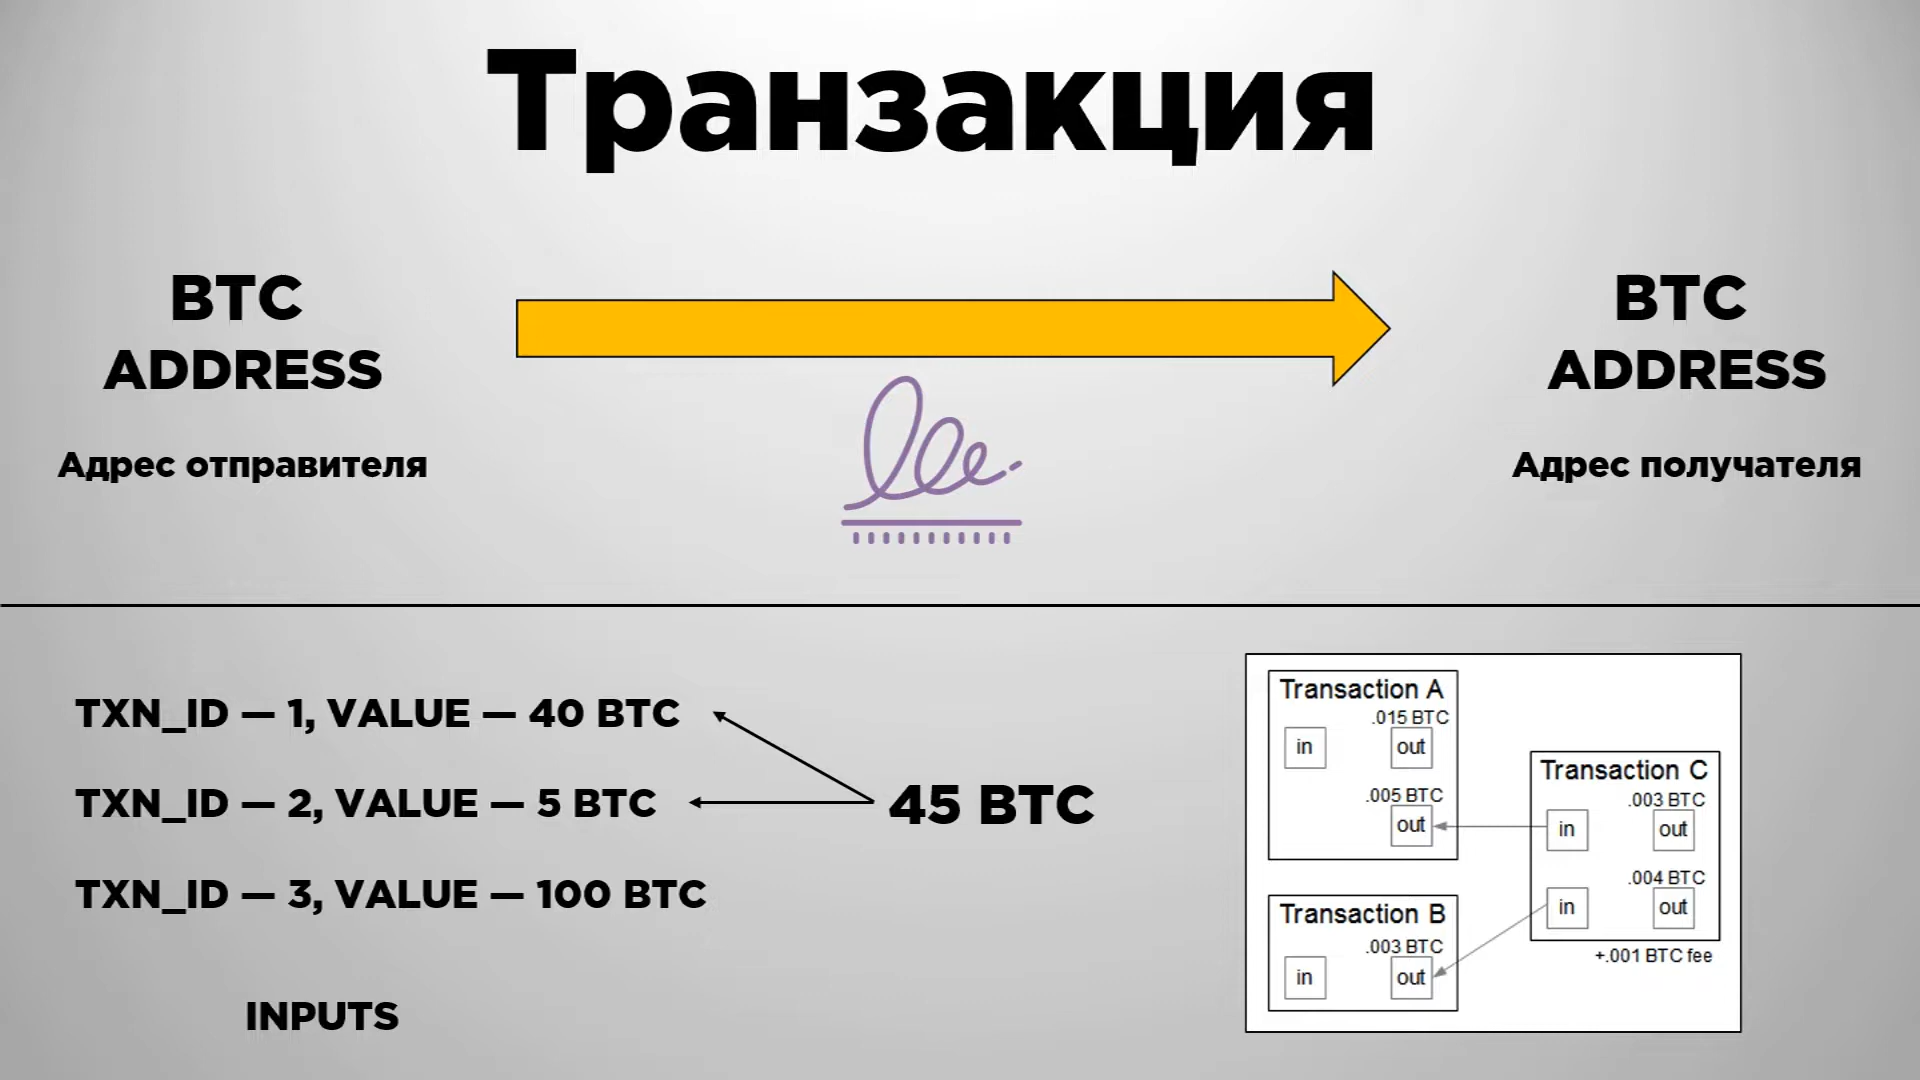 Транзакция
BTC
ADDRESS
Адрес отправителя
BTC
ADDRESS
Адрес получателя
TXN_ID — 1, VALUE — 40 BTC
TXN_ID — 2, VALUE — 5 BTC
TXN_ID — 3, VALUE — 100 BTC
INPUTS
45 BTC
Transaction A
.015 BTC
in out
.005 BTC
out
Transaction B
.003 BTC
in out
Transaction C
.003 BTC
in out
.004 BTC
in out
+.001 BTC fee